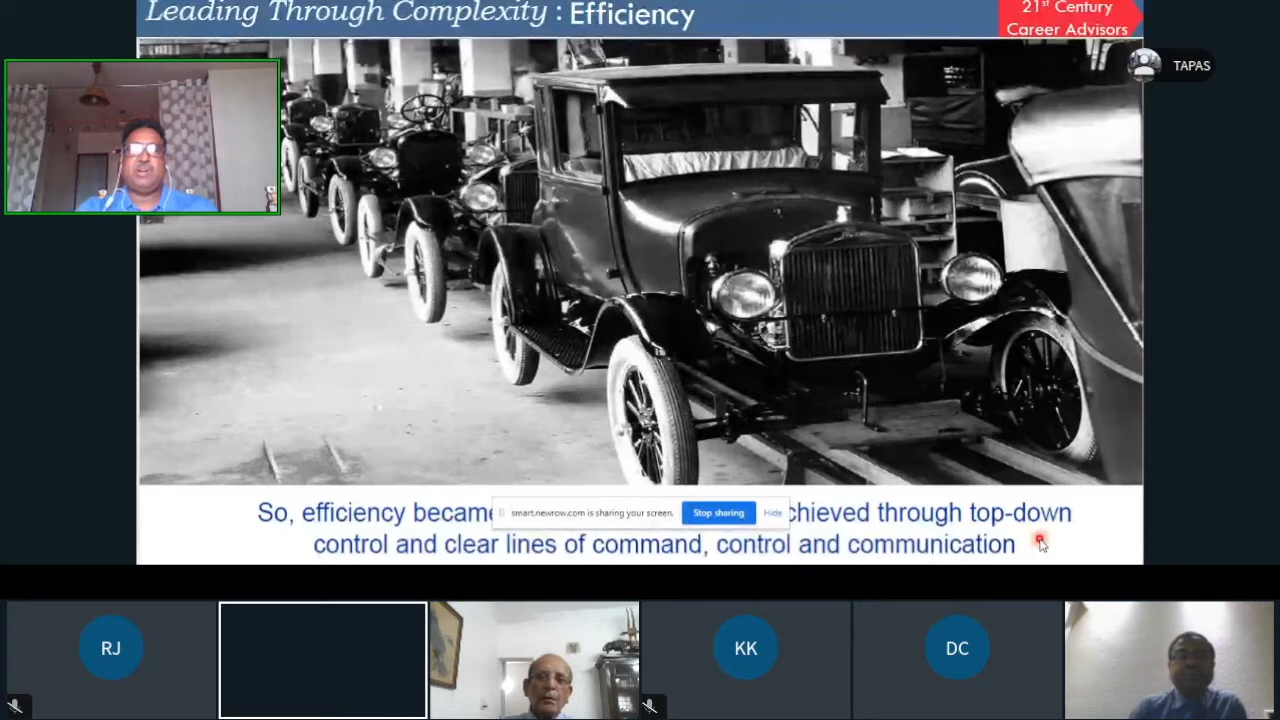 Leading Through Complexity : Efficiency
21st Century
Career Advisors
TAPAS
So, efficiency became
chieved through top-down
smart.newrow.com is sharing your screen.
Stop sharing
Hide
control and clear lines of command, control and communication
RJ
KK
DC